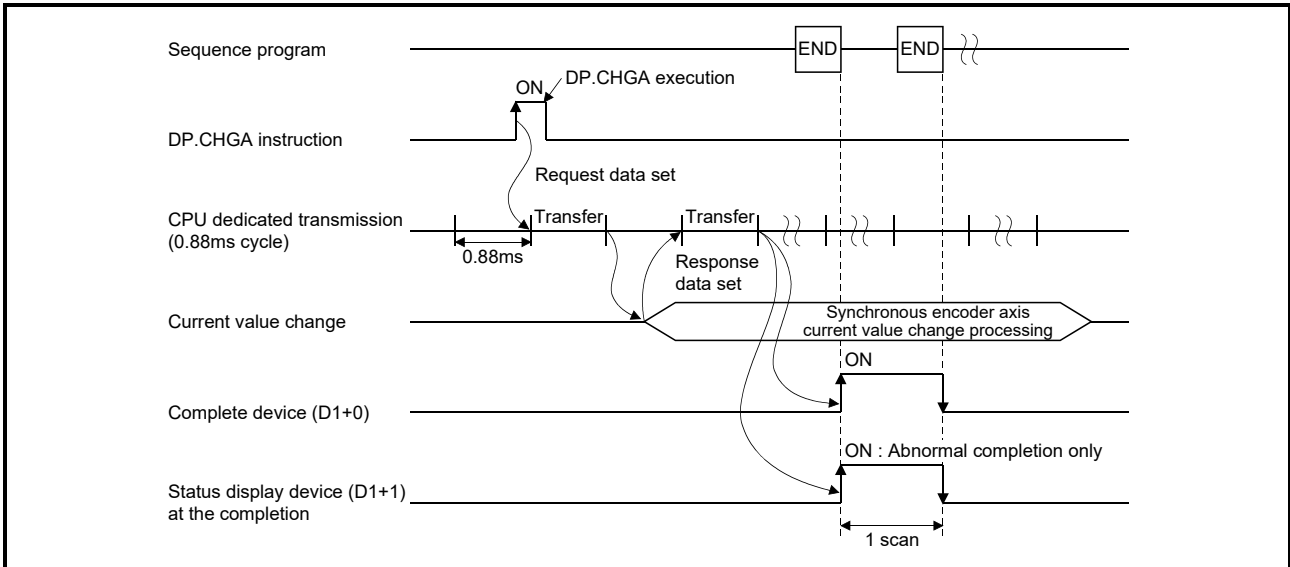 Sequence program
END
END
ON
DP.CHGA execution
DP.CHGA instruction
Request data set
CPU dedicated transmission
(0.88ms cycle)
Transfer
Transfer
0.88ms
Response
data set
Current value change
Synchronous encoder axis
current value change processing
ON
Complete device (D1+0)
ON : Abnormal completion only
Status display device (D1+1)
at the completion
1 scan